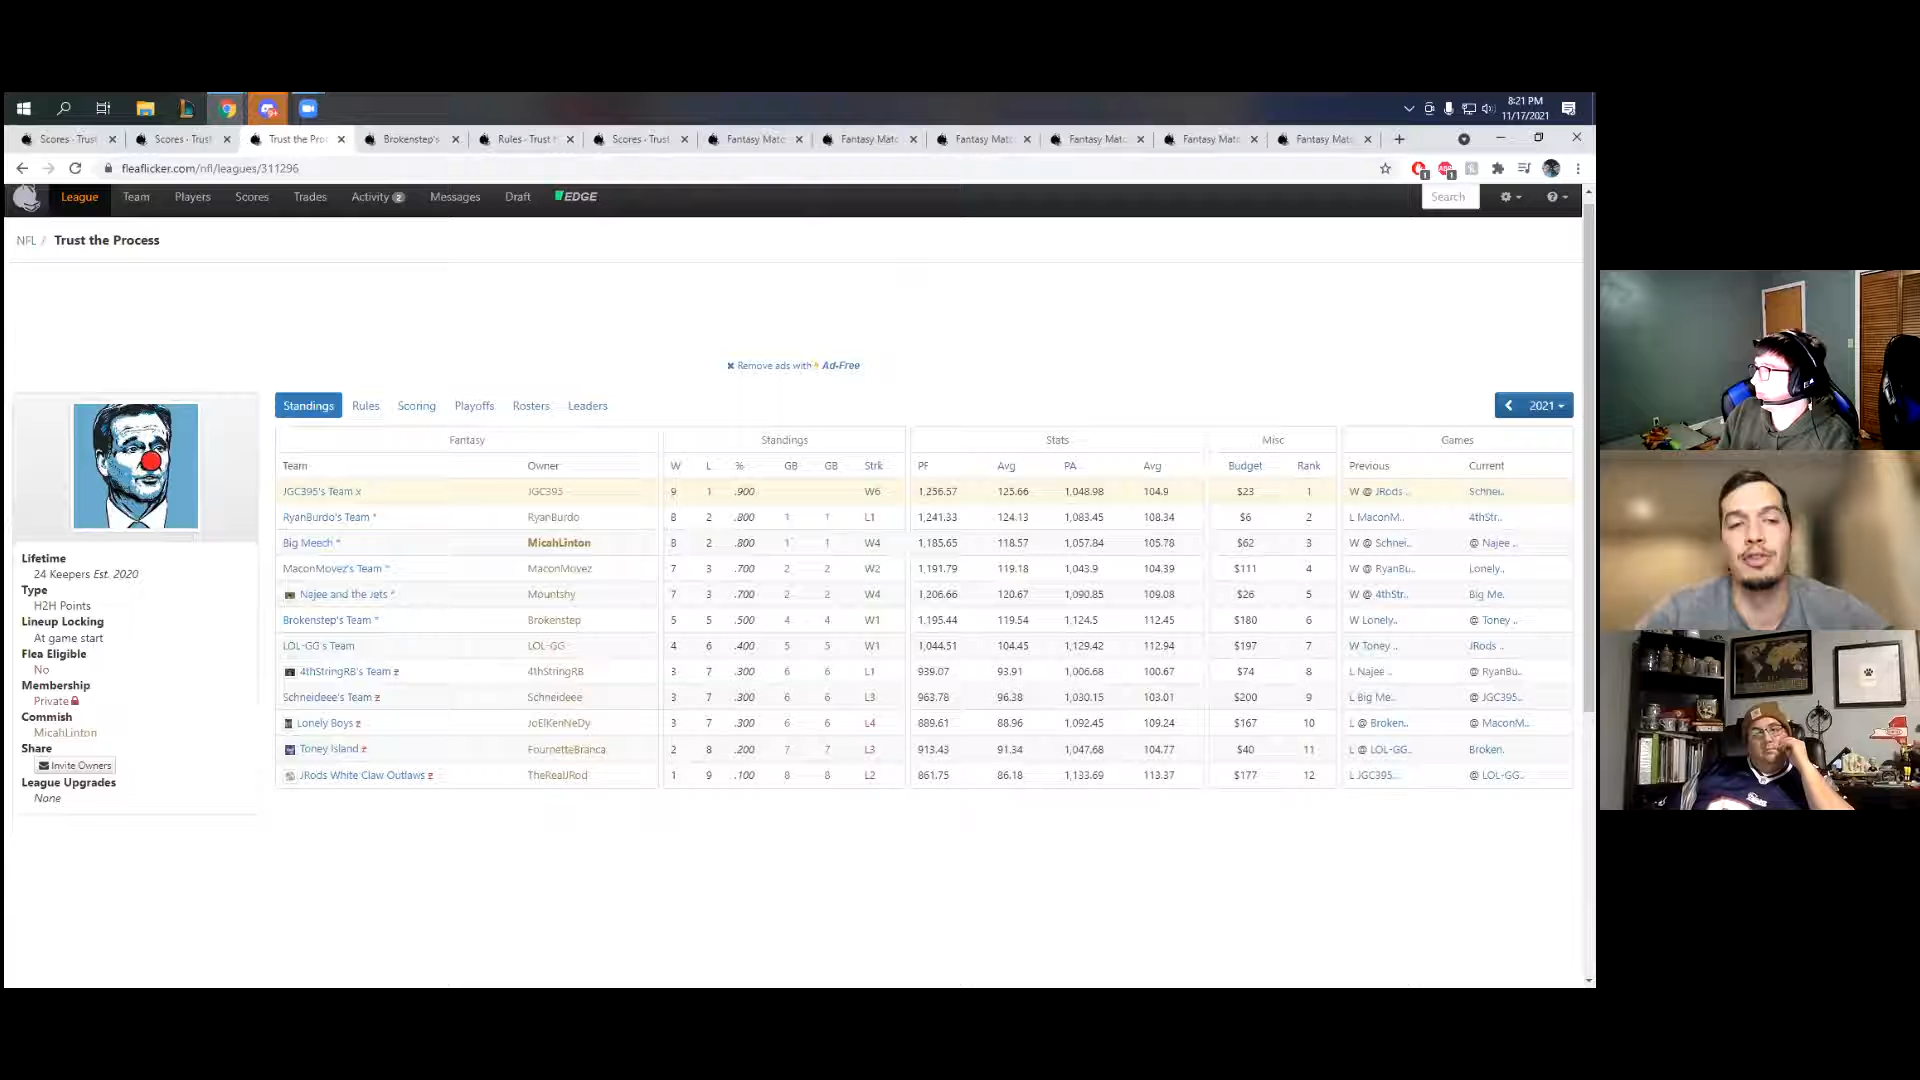 8:21 PM
11/17/2021
Scores - Trust
Scores - Trust
Trust the Pro
Brokenstep's
Rules - Trust
Scores - Trust
Fantasy Matc
Fantasy Matc
Fantasy Matc
Fantasy Matc
Fantasy Matc
Fantasy Matc
fleaflicker.com/nfl/leagues/311296
League Team Players Scores Trades Activity 2 Messages Draft EDGE Search
NFL / Trust the Process
Remove ads with Ad-Free
Standings Rules Scoring Playoffs Rosters Leaders 2021
Fantasy Standings Stats Misc Games
Team Owner W L % GB GB Strk PF Avg PA Avg Budget Rank Previous Current
JGC395's Team x JGC395 9 1 .900 W6 1,256.57 125.66 1,048.98 104.9 $23 1 W @ JRods .. Schnei..
RyanBurdo's Team * RyanBurdo 8 2 .800 1 1 L1 1,241.33 124.13 1,083.45 108.34 $6 2 L MaconM.. 4thStr..
Big Meech * MicahLinton 8 2 .800 1 1 W4 1,185.65 118.57 1,057.84 105.78 $62 3 W @ Schnei.. @ Najee ..
MaconMovez's Team * MaconMovez 7 3 .700 2 2 W2 1,191.79 119.18 1,043.9 104.39 $111 4 W @ RyanBu.. Lonely..
Najee and the Jets * Mountshy 7 3 .700 2 2 W4 1,206.66 120.67 1,090.85 109.08 $26 5 W @ 4thStr.. Big Me..
Brokenstep's Team * Brokenstep 5 5 .500 4 4 W1 1,195.44 119.54 1,124.5 112.45 $180 6 W Lonely.. @ Toney ..
LOL-GG's Team LOL-GG 4 6 .400 5 5 W1 1,044.51 104.45 1,129.42 112.94 $197 7 W Toney .. JRods ..
4thStringRB's Team z 4thStringRB 3 7 .300 6 6 L1 939.07 93.91 1,006.68 100.67 $74 8 L Najee .. @ RyanBu..
Schneideee's Team z Schneideee 3 7 .300 6 6 L3 963.78 96.38 1,030.15 103.01 $200 9 L Big Me.. @ JGC395..
Lonely Boys z JoElKenNeDy 3 7 .300 6 6 L4 889.61 88.96 1,092.45 109.24 $167 10 L @ Broken.. @ MaconM..
Toney Island z FournetteBranca 2 8 .200 7 7 L3 913.43 91.34 1,047.68 104.77 $40 11 L @ LOL-GG.. Broken..
JRods White Claw Outlaws z TheRealJRod 1 9 .100 8 8 L2 861.75 86.18 1,133.69 113.37 $177 12 L JGC395.. @ LOL-GG..
Lifetime
24 Keepers Est. 2020
Type
H2H Points
Lineup Locking
At game start
Flea Eligible
No
Membership
Private
Commish
MicahLinton
Share
Invite Owners
League Upgrades
None